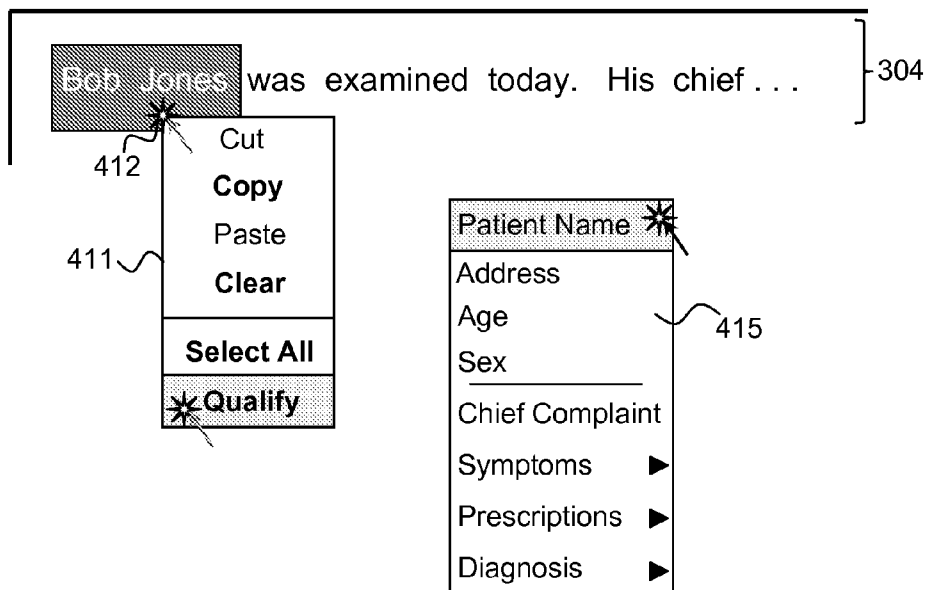 Bob Jones was examined today. His chief . . .
304
412
Cut
Copy
Paste
Clear
Select All
Qualify
411
Patient Name
Address
Age
Sex
Chief Complaint
Symptoms
Prescriptions
Diagnosis
415